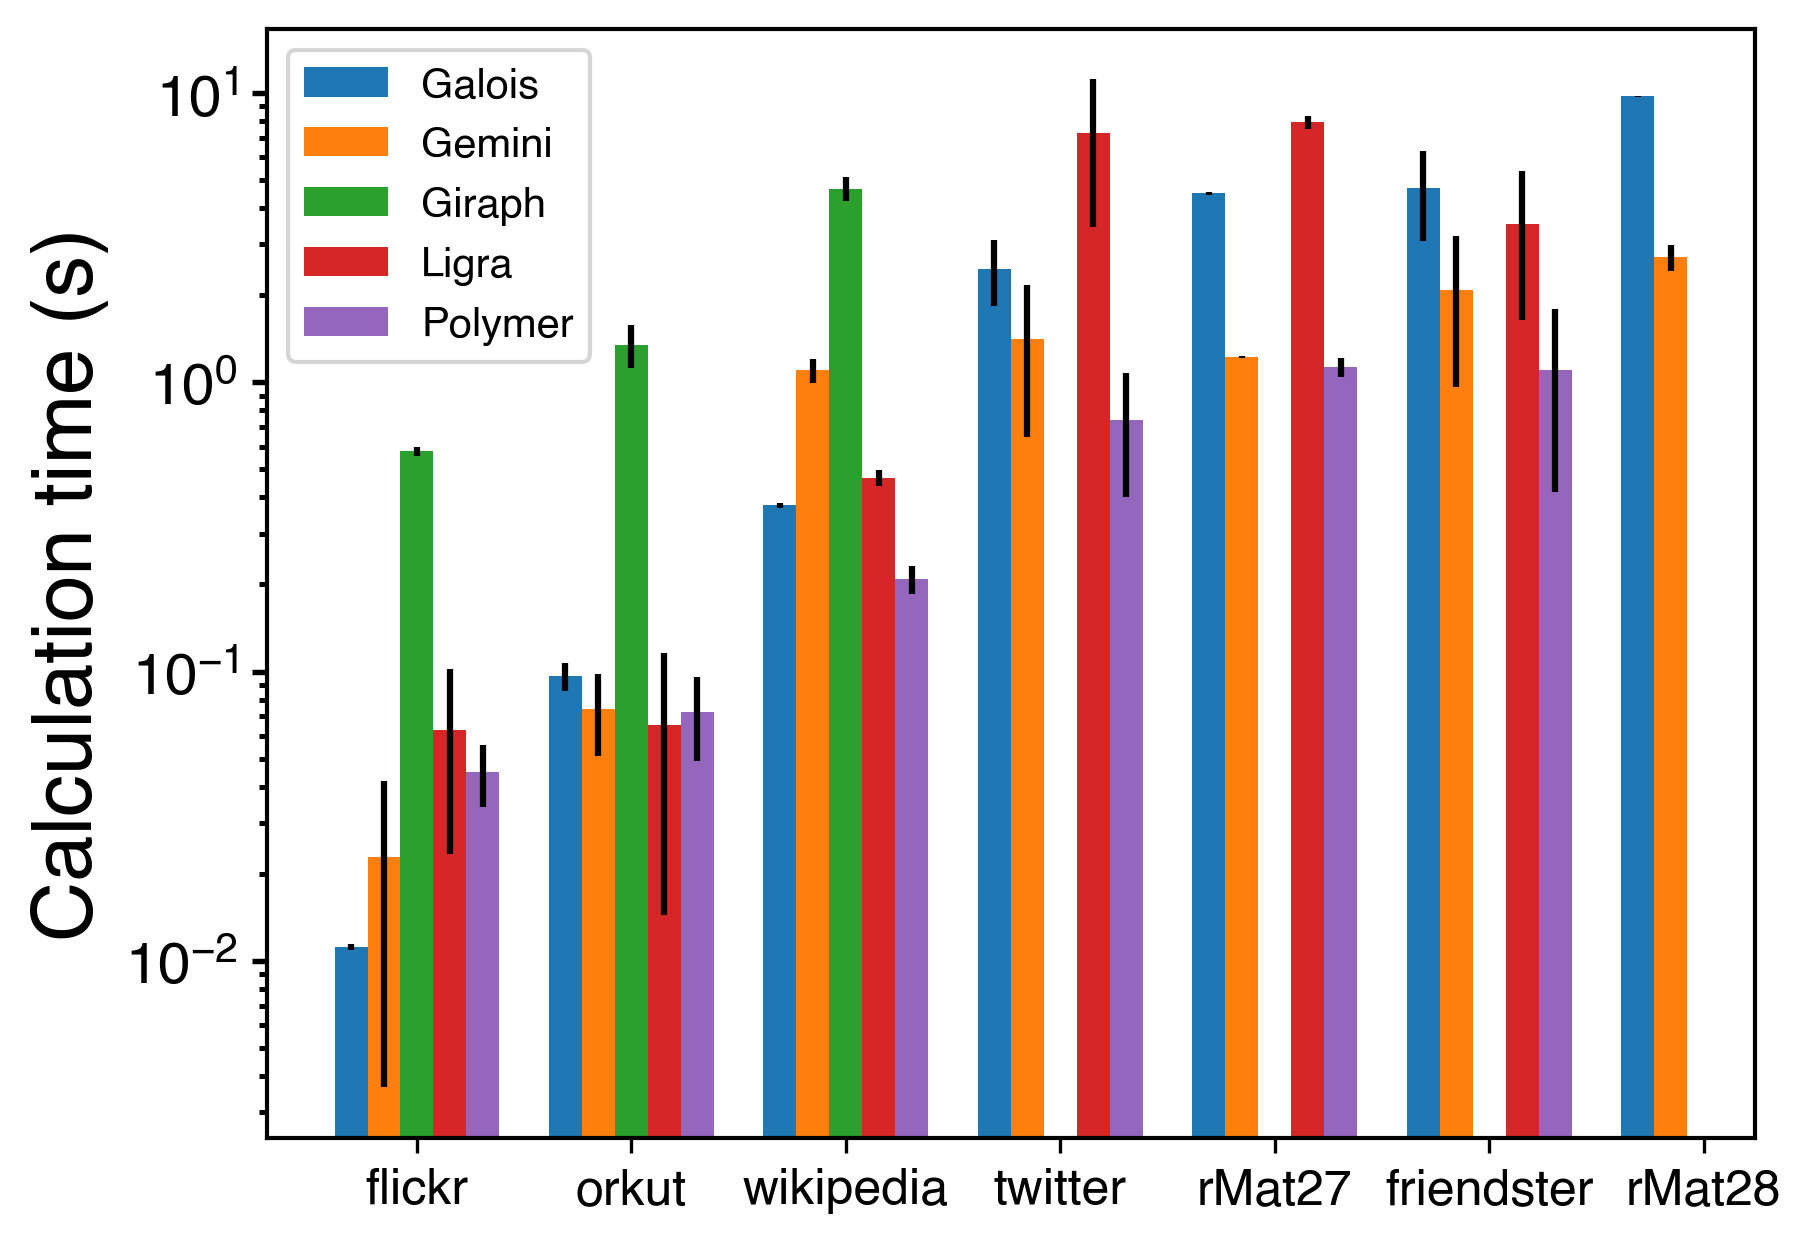 Calculation time (s)
10¹
10⁰
10⁻¹
10⁻²
Galois
Gemini
Giraph
Ligra
Polymer
flickr orkut wikipedia twitter rMat27 friendster rMat28